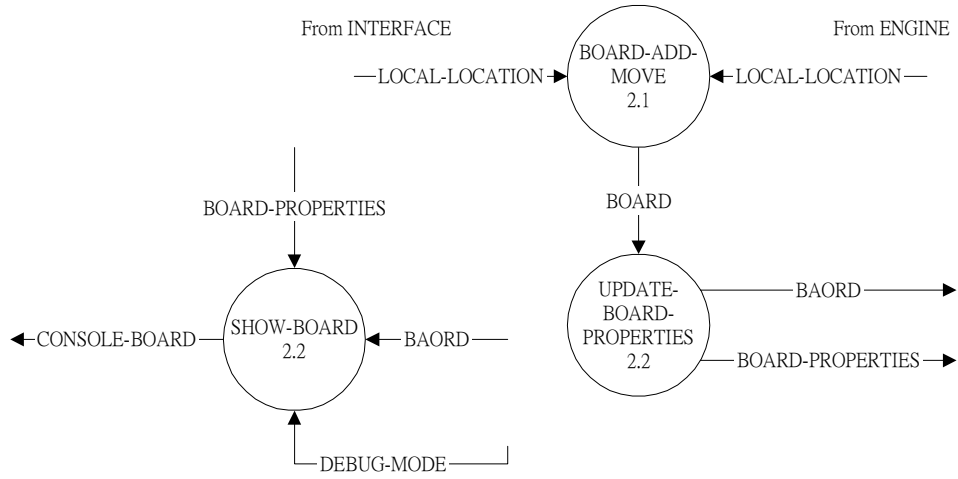 From INTERFACE
From ENGINE
BOARD-ADD-
MOVE
2.1
LOCAL-LOCATION
LOCAL-LOCATION
BOARD
BOARD-PROPERTIES
UPDATE-
BOARD-
PROPERTIES
2.2
BAORD
BOARD-PROPERTIES
SHOW-BOARD
2.2
CONSOLE-BOARD
BAORD
DEBUG-MODE